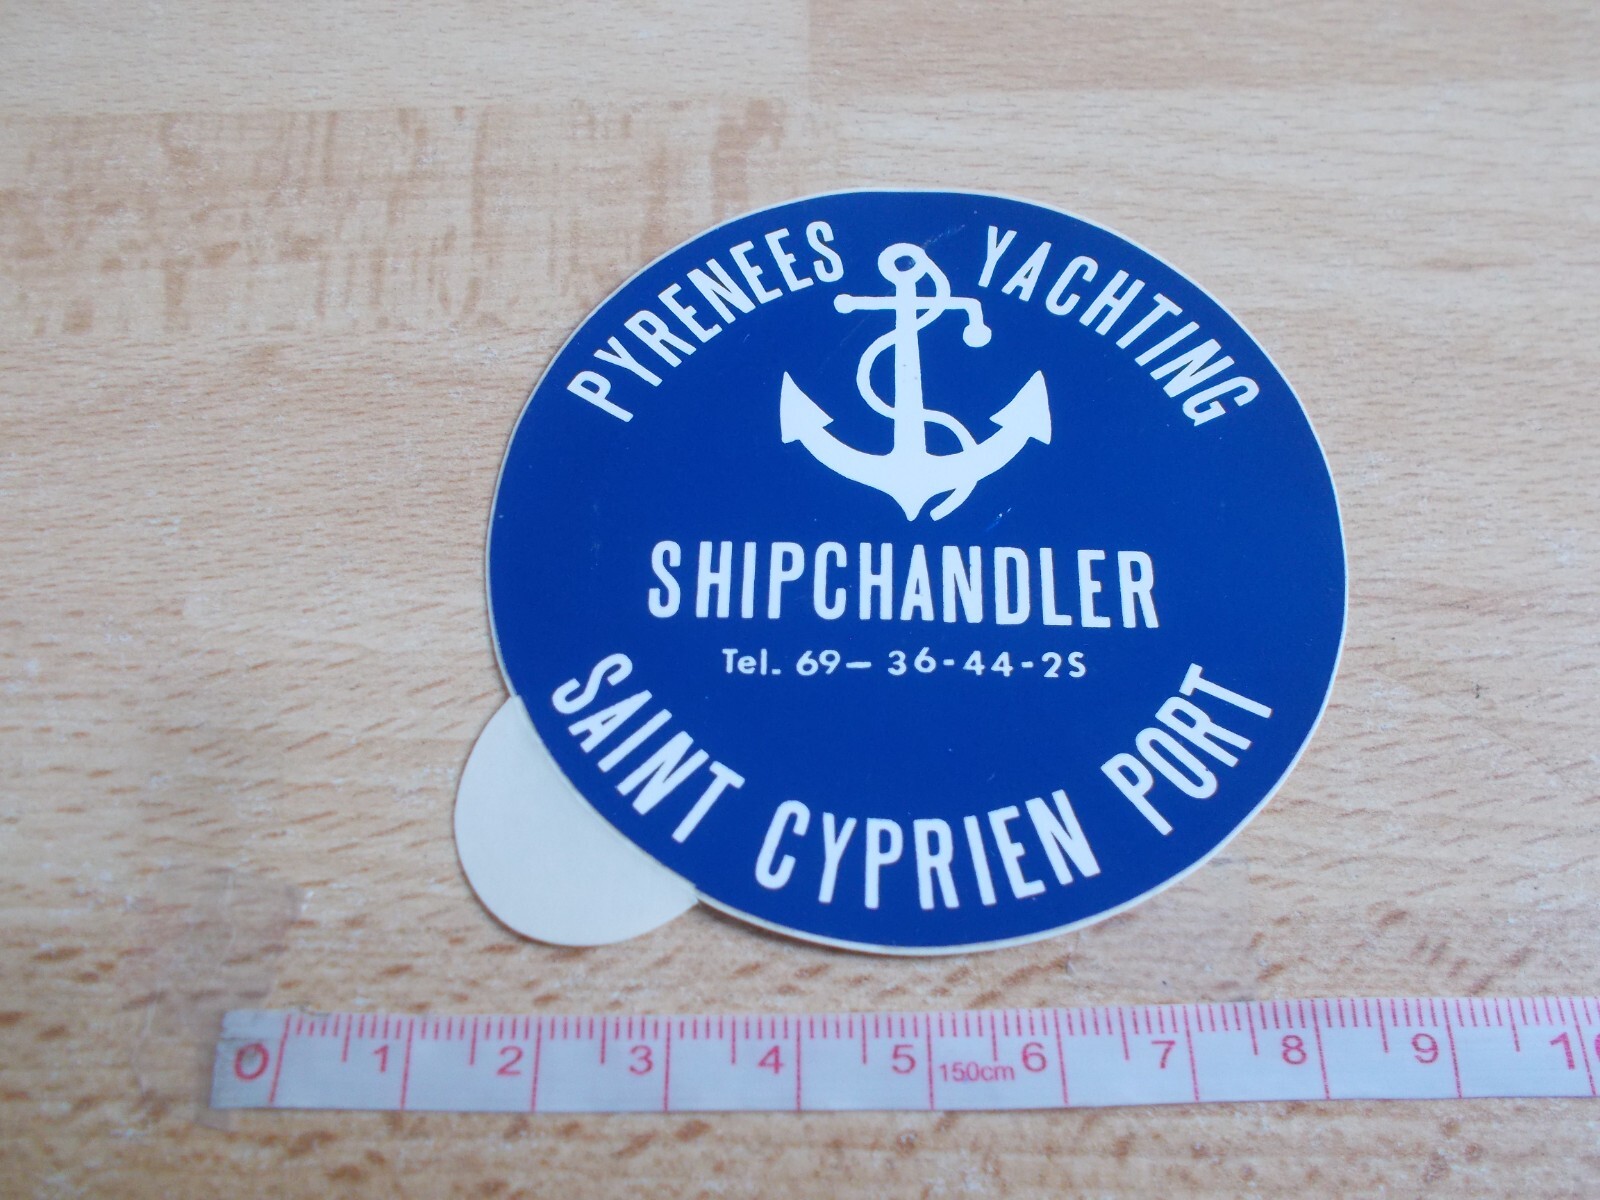 PYRENEES YACHTING
SHIPCHANDLER
Tel. 69- 36-44-2S
SAINT CYPRIEN PORT
0 1 2 3 4 5 150cm 6 7 8 9 10